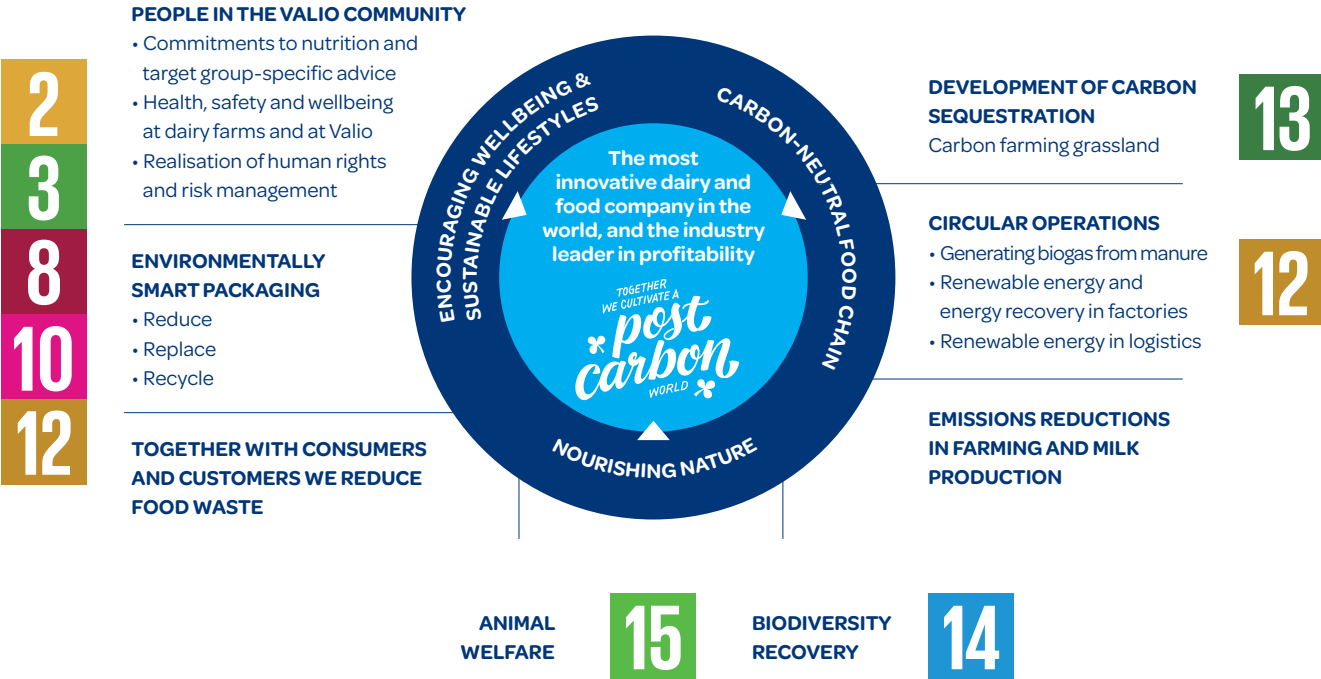 PEOPLE IN THE VALIO COMMUNITY
• Commitments to nutrition and
target group-specific advice
• Health, safety and wellbeing
at dairy farms and at Valio
• Realisation of human rights
and risk management
2
3
8
10
12
ENVIRONMENTALLY
SMART PACKAGING
• Reduce
• Replace
• Recycle
TOGETHER WITH CONSUMERS
AND CUSTOMERS WE REDUCE
FOOD WASTE
ENCOURAGING WELLBEING &
SUSTAINABLE LIFESTYLES
CARBON-NEUTRAL FOOD CHAIN
NOURISHING NATURE
The most
innovative dairy and
food company in the
world, and the industry
leader in profitability
TOGETHER
WE CULTIVATE A
post
carbon
WORLD
DEVELOPMENT OF CARBON
SEQUESTRATION
Carbon farming grassland
13
CIRCULAR OPERATIONS
• Generating biogas from manure
• Renewable energy and
energy recovery in factories
• Renewable energy in logistics
12
EMISSIONS REDUCTIONS
IN FARMING AND MILK
PRODUCTION
ANIMAL
WELFARE
15
BIODIVERSITY
RECOVERY
14